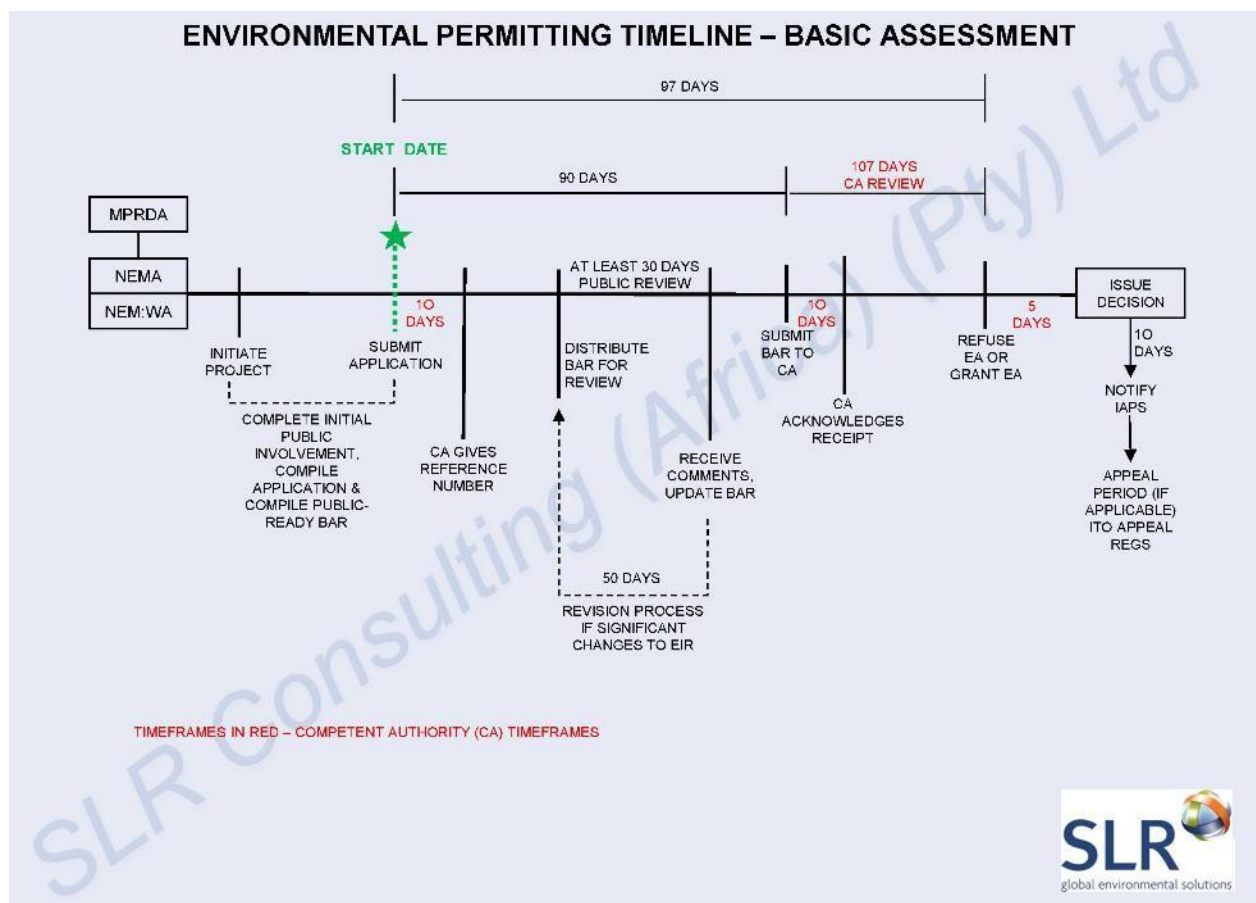 ENVIRONMENTAL PERMITTING TIMELINE – BASIC ASSESSMENT
97 DAYS
START DATE
90 DAYS
107 DAYS
CA REVIEW
MPRDA
NEMA
NEM:WA
10
DAYS
AT LEAST 30 DAYS
PUBLIC REVIEW
10
DAYS
5
DAYS
ISSUE
DECISION
INITIATE
PROJECT
SUBMIT
APPLICATION
DISTRIBUTE
BAR FOR
REVIEW
SUBMIT
BAR TO
CA
REFUSE
EA OR
GRANT EA
10
DAYS
COMPLETE INITIAL
PUBLIC
INVOLVEMENT,
COMPILE
APPLICATION &
COMPILE PUBLIC-
READY BAR
CA GIVES
REFERENCE
NUMBER
RECEIVE
COMMENTS,
UPDATE BAR
CA
ACKNOWLEDGES
RECEIPT
NOTIFY
IAPS
APPEAL
PERIOD (IF
APPLICABLE)
ITO APPEAL
REGS
50 DAYS
REVISION PROCESS
IF SIGNIFICANT
CHANGES TO EIR
TIMEFRAMES IN RED – COMPETENT AUTHORITY (CA) TIMEFRAMES
SLR Consulting (Africa) (Pty) Ltd
SLR
global environmental solutions